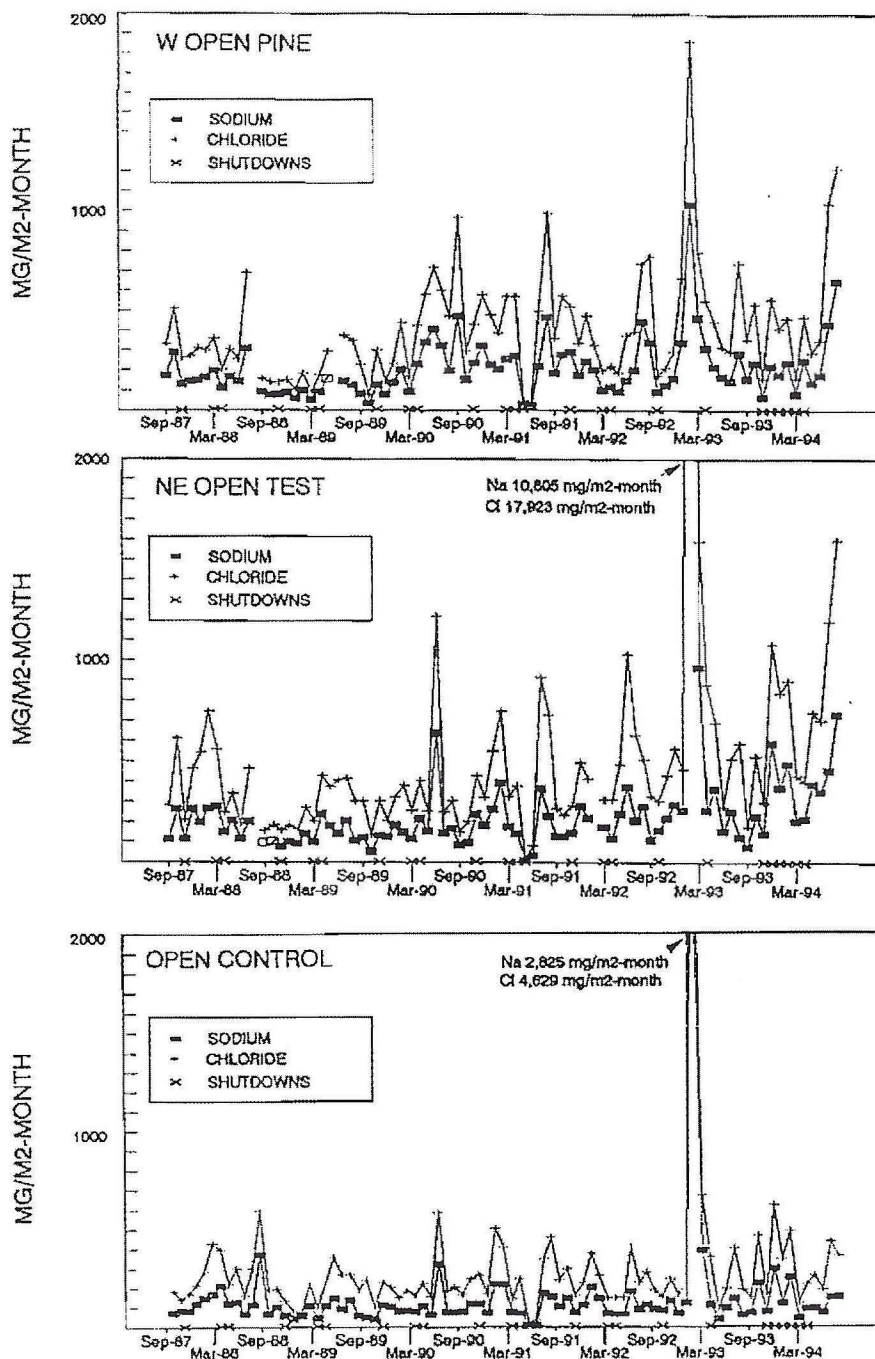 2000
W OPEN PINE
SODIUM
CHLORIDE
SHUTDOWNS
1000
MG/M2-MONTH
Sep-87 Sep-88 Sep-89 Sep-90 Sep-91 Sep-92 Sep-93
Mar-88 Mar-89 Mar-90 Mar-91 Mar-92 Mar-93 Mar-94
2000
NE OPEN TEST
Na 10,805 mg/m2-month
Cl 17,923 mg/m2-month
SODIUM
CHLORIDE
SHUTDOWNS
1000
MG/M2-MONTH
Sep-87 Sep-88 Sep-89 Sep-90 Sep-91 Sep-92 Sep-93
Mar-88 Mar-89 Mar-90 Mar-91 Mar-92 Mar-93 Mar-94
2000
OPEN CONTROL
Na 2,825 mg/m2-month
Cl 4,629 mg/m2-month
SODIUM
CHLORIDE
SHUTDOWNS
1000
MG/M2-MONTH
Sep-87 Sep-88 Sep-89 Sep-90 Sep-91 Sep-92 Sep-93
Mar-88 Mar-89 Mar-90 Mar-91 Mar-92 Mar-93 Mar-94